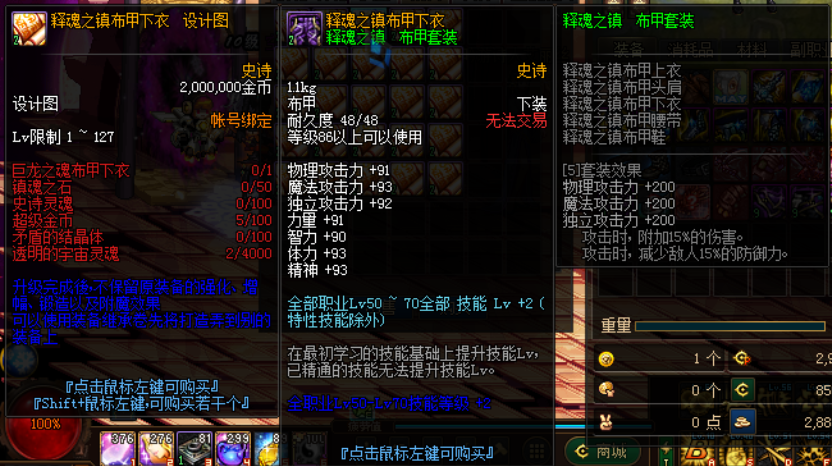 释魂之镇布甲下衣 设计图
史诗
2,000,000金币
设计图
帐号绑定
Lv限制 1 ~ 127
巨龙之魂布甲下衣 0/1
镇魂之石 0/50
史诗灵魂 0/100
超级金币 5/100
矛盾的结晶体 0/100
透明的宇宙灵魂 2/4000
升级完成後,不保留原装备的强化、增
幅、锻造以及附魔效果
可以使用装备继承卷先将打造弄到别的
装备上
『点击鼠标左键可购买』
『Shift+鼠标左键,可购买若干个』
100%
释魂之镇布甲下衣
释魂之镇 布甲套装
史诗
1.1kg
布甲 下装
耐久度 48/48 无法交易
等级86以上可以使用
物理攻击力 +91
魔法攻击力 +93
独立攻击力 +92
力量 +91
智力 +90
体力 +93
精神 +93
全部职业Lv50 ~ 70全部 技能 Lv +2 (
特性技能除外)
在最初学习的技能基础上提升技能Lv,
已精通的技能无法提升技能Lv。
全职业Lv50-Lv70技能等级 +2
『点击鼠标左键可购买』
释魂之镇 布甲套装
装备 消耗品 材料 副职业
释魂之镇布甲上衣
释魂之镇布甲头肩
释魂之镇布甲下衣
释魂之镇布甲腰带
释魂之镇布甲鞋
[5]套装效果
物理攻击力 +200
魔法攻击力 +200
独立攻击力 +200
攻击时, 附加15%的伤害。
攻击时, 减少敌人15%的防御力。
重量
1 个
0 个
0 点
商城
376
276
81
299